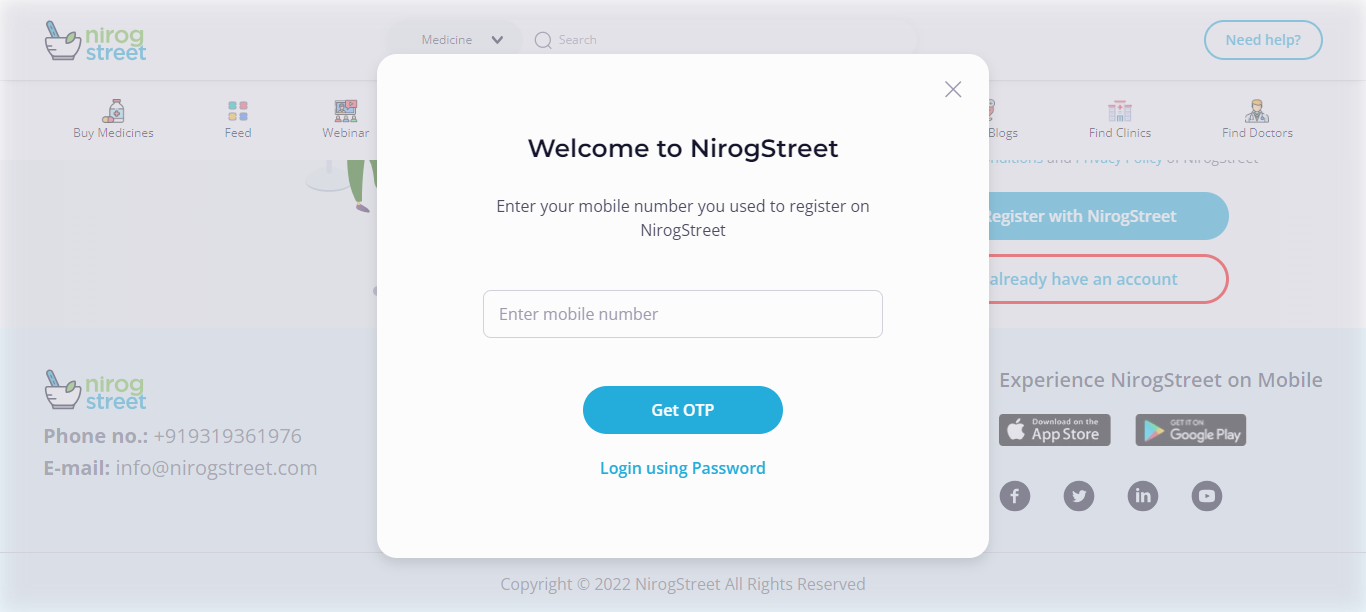 nirog
street
Medicine
Search
Need help?
Buy Medicines
Feed
Webinar
Blogs
Find Clinics
Find Doctors
and Privacy Policy of NirogStreet
Register with NirogStreet
already have an account
Welcome to NirogStreet
Enter your mobile number you used to register on
NirogStreet
Enter mobile number
Get OTP
Login using Password
nirog
street
Phone no.: +919319361976
E-mail: info@nirogstreet.com
Experience NirogStreet on Mobile
Download on the
App Store
GET IT ON
Google Play
Copyright © 2022 NirogStreet All Rights Reserved